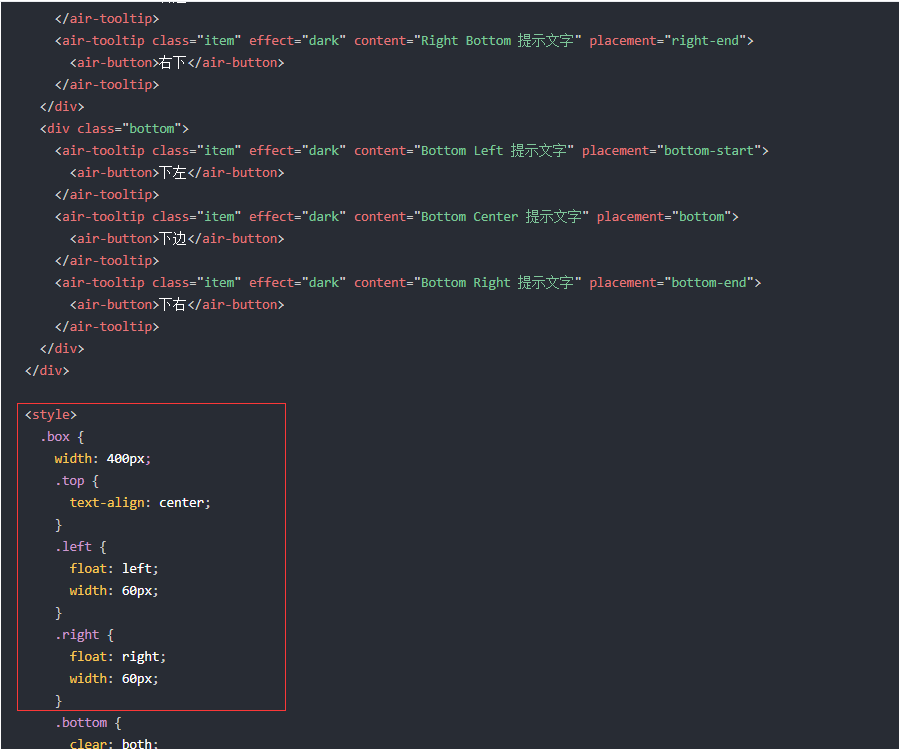 </air-tooltip>
<air-tooltip class="item" effect="dark" content="Right Bottom 提示文字" placement="right-end">
<air-button>右下</air-button>
</air-tooltip>
</div>
<div class="bottom">
<air-tooltip class="item" effect="dark" content="Bottom Left 提示文字" placement="bottom-start">
<air-button>下左</air-button>
</air-tooltip>
<air-tooltip class="item" effect="dark" content="Bottom Center 提示文字" placement="bottom">
<air-button>下边</air-button>
</air-tooltip>
<air-tooltip class="item" effect="dark" content="Bottom Right 提示文字" placement="bottom-end">
<air-button>下右</air-button>
</air-tooltip>
</div>
</div>
<style>
.box {
width: 400px;
.top {
text-align: center;
}
.left {
float: left;
width: 60px;
}
.right {
float: right;
width: 60px;
}
.bottom {
clear: both;